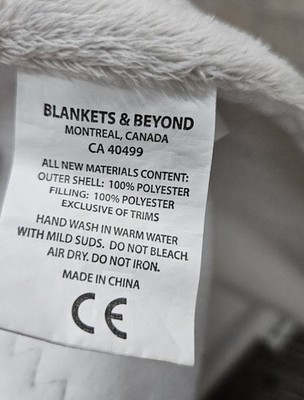 BLANKETS & BEYOND
MONTREAL, CANADA
CA 40499
ALL NEW MATERIALS CONTENT:
OUTER SHELL: 100% POLYESTER
FILLING: 100% POLYESTER
EXCLUSIVE OF TRIMS
HAND WASH IN WARM WATER
WITH MILD SUDS. DO NOT BLEACH
AIR DRY. DO NOT IRON.
MADE IN CHINA
CE